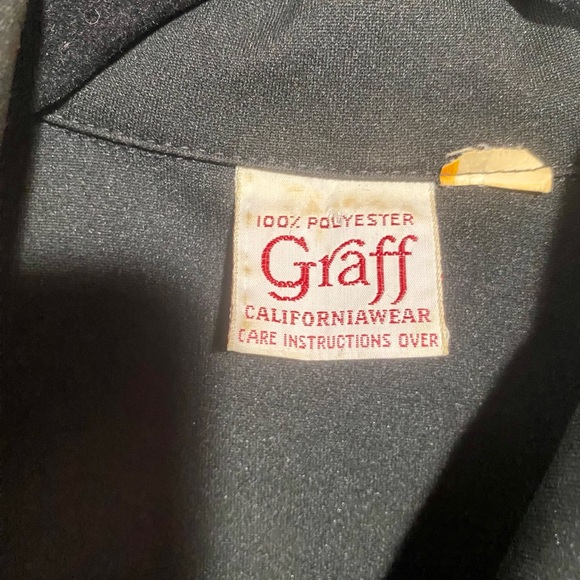 100% POLYESTER
Graff
CALIFORNIAWEAR
CARE INSTRUCTIONS OVER